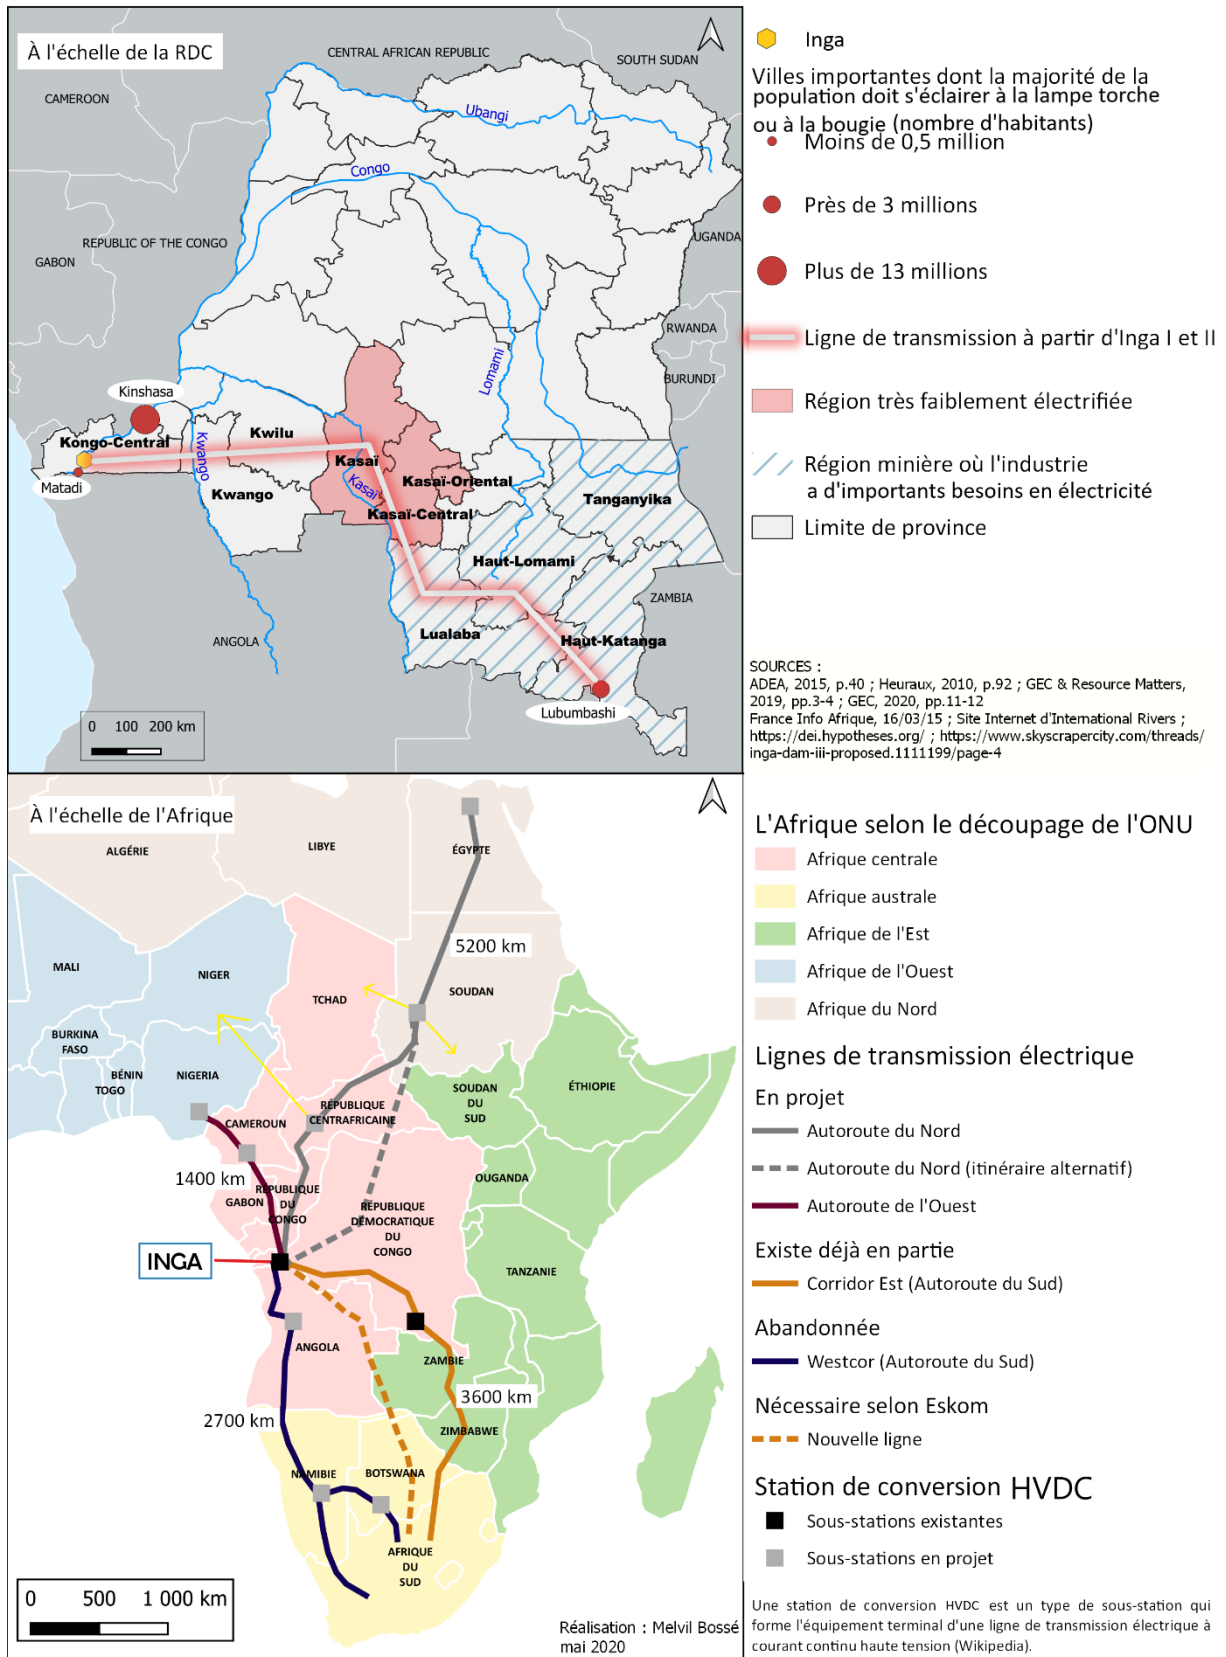 À l'échelle de la RDC
CENTRAL AFRICAN REPUBLIC
SOUTH SUDAN
CAMEROON
Ubangi
Congo
REPUBLIC OF THE CONGO
GABON
UGANDA
RWANDA
BURUNDI
Lomami
Kinshasa
Kongo-Central
Kwango
Kwilu
Matadi
Kwango
Kasaï
Kasaï
Kasaï-Oriental
Kasaï-Central
Tanganyika
Haut-Lomami
ZAMBIA
ANGOLA
Lualaba
Haut-Katanga
Lubumbashi
0 100 200 km
Inga
Villes importantes dont la majorité de la
population doit s'éclairer à la lampe torche
ou à la bougie (nombre d'habitants)
Moins de 0,5 million
Près de 3 millions
Plus de 13 millions
Ligne de transmission à partir d'Inga I et II
Région très faiblement électrifiée
Région minière où l'industrie
a d'importants besoins en électricité
Limite de province
SOURCES :
ADEA, 2015, p.40 ; Heuraux, 2010, p.92 ; GEC & Resource Matters,
2019, pp.3-4 ; GEC, 2020, pp.11-12
France Info Afrique, 16/03/15 ; Site Internet d'International Rivers ;
https://dei.hypotheses.org/ ; https://www.skyscrapercity.com/threads/
inga-dam-iii-proposed.1111199/page-4
À l'échelle de l'Afrique
ALGÉRIE
LIBYE
ÉGYPTE
5200 km
MALI
NIGER
TCHAD
SOUDAN
BURKINA
FASO
BÉNIN
TOGO
NIGERIA
CAMEROUN
RÉPUBLIQUE
CENTRAFRICAINE
SOUDAN
DU
SUD
ÉTHIOPIE
1400 km
GABON
RÉPUBLIQUE
DU
CONGO
RÉPUBLIQUE
DÉMOCRATIQUE
DU
CONGO
OUGANDA
INGA
TANZANIE
ANGOLA
ZAMBIE
3600 km
2700 km
ZIMBABWE
NAMIBIE
BOTSWANA
AFRIQUE
DU
SUD
0 500 1 000 km
Réalisation : Melvil Bossé
mai 2020
L'Afrique selon le découpage de l'ONU
Afrique centrale
Afrique australe
Afrique de l'Est
Afrique de l'Ouest
Afrique du Nord
Lignes de transmission électrique
En projet
Autoroute du Nord
Autoroute du Nord (itinéraire alternatif)
Autoroute de l'Ouest
Existe déjà en partie
Corridor Est (Autoroute du Sud)
Abandonnée
Westcor (Autoroute du Sud)
Nécessaire selon Eskom
Nouvelle ligne
Station de conversion HVDC
Sous-stations existantes
Sous-stations en projet
Une station de conversion HVDC est un type de sous-station qui
forme l'équipement terminal d'une ligne de transmission électrique à
courant continu haute tension (Wikipedia).